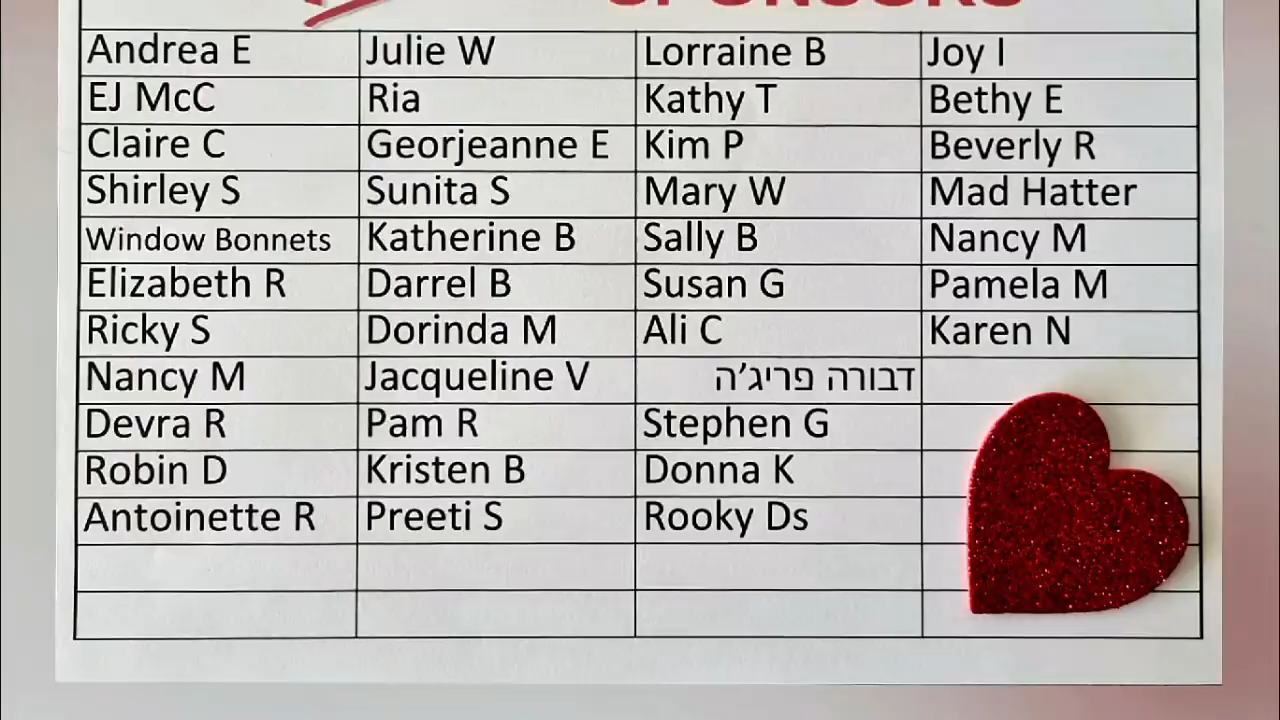 SPONSORS
Andrea E Julie W Lorraine B Joy I
EJ McC Ria Kathy T Bethy E
Claire C Georjeanne E Kim P Beverly R
Shirley S Sunita S Mary W Mad Hatter
Window Bonnets Katherine B Sally B Nancy M
Elizabeth R Darrel B Susan G Pamela M
Ricky S Dorinda M Ali C Karen N
Nancy M Jacqueline V דבורה פריג'ה
Devra R Pam R Stephen G
Robin D Kristen B Donna K
Antoinette R Preeti S Rooky Ds